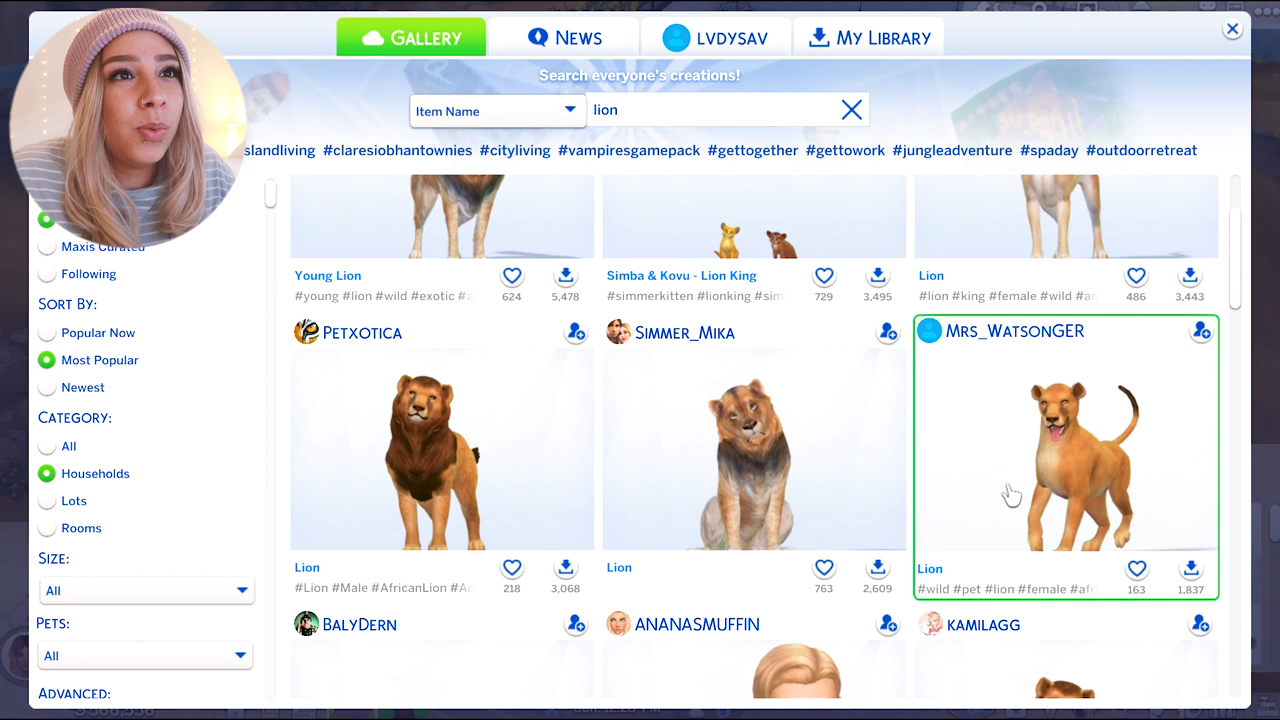 GALLERY
NEWS
LVDYSAV
MY LIBRARY
Search everyone's creations!
Item Name
lion
slandliving #claresiobhantownies #cityliving #vampiresgamepack #gettogether #gettowork #jungleadventure #spaday #outdoorretreat
Maxis Curated
Following
SORT BY:
Popular Now
Most Popular
Newest
CATEGORY:
All
Households
Lots
Rooms
SIZE:
All
PETS:
All
ADVANCED:
Young Lion
#young #lion #wild #exotic #a
624
5,478
Simba & Kovu - Lion King
#simmerkitten #lionking #sim
729
3,495
Lion
#lion #king #female #wild #an
486
3,443
PETXOTICA
Lion
#Lion #Male #AfricanLion #A
218
3,068
SIMMER_MIKA
Lion
763
2,609
MRS_WATSONGER
Lion
#wild #pet #lion #female #afr
163
1,837
BALYDERN
ANANASMUFFIN
KAMILAGG